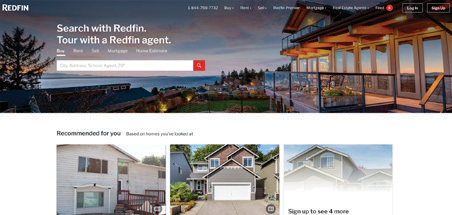 REDFIN
1-844-759-7732 Buy Rent Sell Redfin Premier Mortgage Real Estate Agents Feed Log In Sign Up
Search with Redfin.
Tour with a Redfin agent.
Buy Rent Sell Mortgage Home Estimate
City, Address, School, Agent, ZIP
Recommended for you Based on homes you've looked at
Sign up to see 4 more